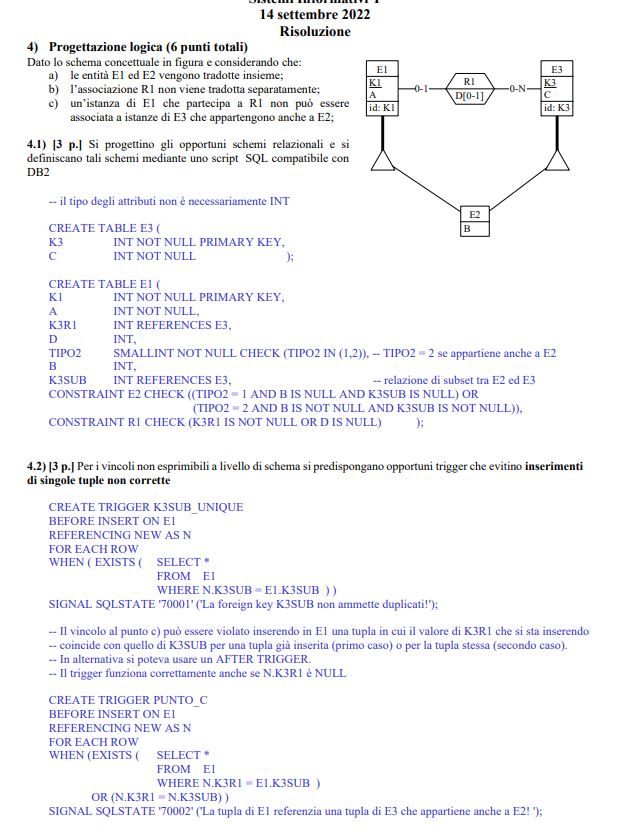 Sistemi Informativi T
14 settembre 2022
Risoluzione
4) Progettazione logica (6 punti totali)
Dato lo schema concettuale in figura e considerando che:
a) le entità E1 ed E2 vengono tradotte insieme;
b) l'associazione R1 non viene tradotta separatamente;
c) un'istanza di E1 che partecipa a R1 non può essere
associata a istanze di E3 che appartengono anche a E2;
E1
K1
A
id: K1
0-1
R1
D[0-1]
0-N
E3
K3
C
id: K3
E2
B
4.1) [3 p.] Si progettino gli opportuni schemi relazionali e si
definiscano tali schemi mediante uno script SQL compatibile con
DB2
-- il tipo degli attributi non è necessariamente INT
CREATE TABLE E3 (
K3 INT NOT NULL PRIMARY KEY,
C INT NOT NULL );
CREATE TABLE E1 (
K1 INT NOT NULL PRIMARY KEY,
A INT NOT NULL,
K3R1 INT REFERENCES E3,
D INT,
TIPO2 SMALLINT NOT NULL CHECK (TIPO2 IN (1,2)), -- TIPO2 = 2 se appartiene anche a E2
B INT,
K3SUB INT REFERENCES E3, -- relazione di subset tra E2 ed E3
CONSTRAINT E2 CHECK ((TIPO2 = 1 AND B IS NULL AND K3SUB IS NULL) OR
(TIPO2 = 2 AND B IS NOT NULL AND K3SUB IS NOT NULL)),
CONSTRAINT R1 CHECK (K3R1 IS NOT NULL OR D IS NULL) );
4.2) [3 p.] Per i vincoli non esprimibili a livello di schema si predispongano opportuni trigger che evitino inserimenti
di singole tuple non corrette
CREATE TRIGGER K3SUB_UNIQUE
BEFORE INSERT ON E1
REFERENCING NEW AS N
FOR EACH ROW
WHEN ( EXISTS ( SELECT *
FROM E1
WHERE N.K3SUB = E1.K3SUB ) )
SIGNAL SQLSTATE '70001' ('La foreign key K3SUB non ammette duplicati!');
-- Il vincolo al punto c) può essere violato inserendo in E1 una tupla in cui il valore di K3R1 che si sta inserendo
-- coincide con quello di K3SUB per una tupla già inserita (primo caso) o per la tupla stessa (secondo caso).
-- In alternativa si poteva usare un AFTER TRIGGER.
-- Il trigger funziona correttamente anche se N.K3R1 è NULL
CREATE TRIGGER PUNTO_C
BEFORE INSERT ON E1
REFERENCING NEW AS N
FOR EACH ROW
WHEN (EXISTS ( SELECT *
FROM E1
WHERE N.K3R1 = E1.K3SUB )
OR (N.K3R1 = N.K3SUB) )
SIGNAL SQLSTATE '70002' ('La tupla di E1 referenzia una tupla di E3 che appartiene anche a E2! ');